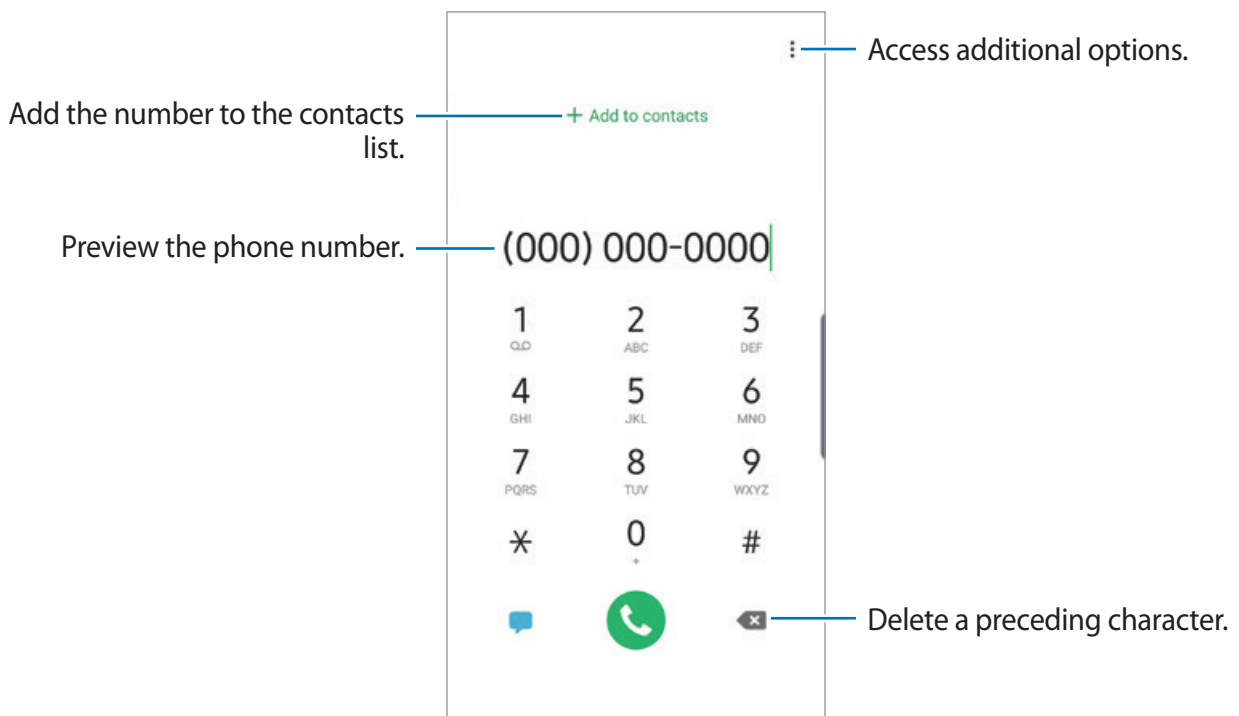 Access additional options.
Add the number to the contacts
list.
+ Add to contacts
Preview the phone number.
(000) 000-0000
1 2 3
ABC DEF
4 5 6
GHI JKL MNO
7 8 9
PQRS TUV WXYZ
* 0 #
+
Delete a preceding character.